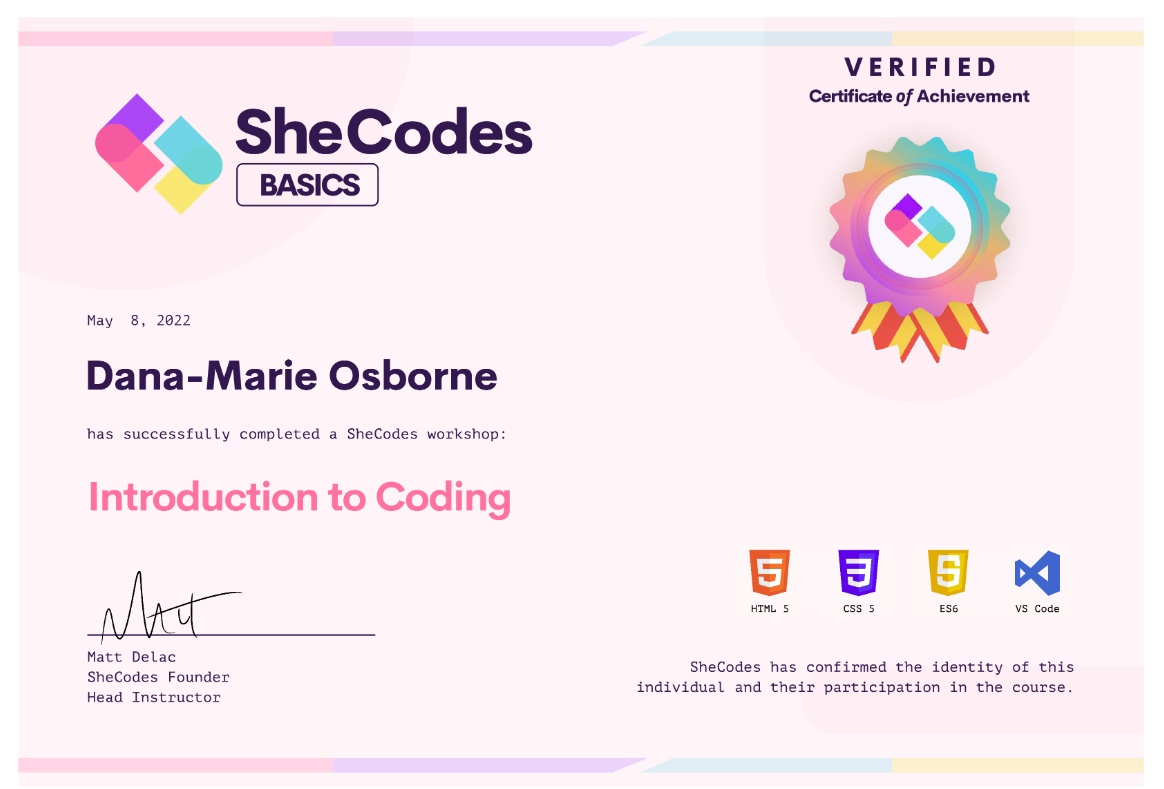 VERIFIED
Certificate of Achievement
SheCodes
BASICS
May  8, 2022
Dana-Marie Osborne
has successfully completed a SheCodes workshop:
Introduction to Coding
HTML 5
CSS 5
ES6
VS Code
Matt Delac
SheCodes Founder
Head Instructor
SheCodes has confirmed the identity of this
individual and their participation in the course.